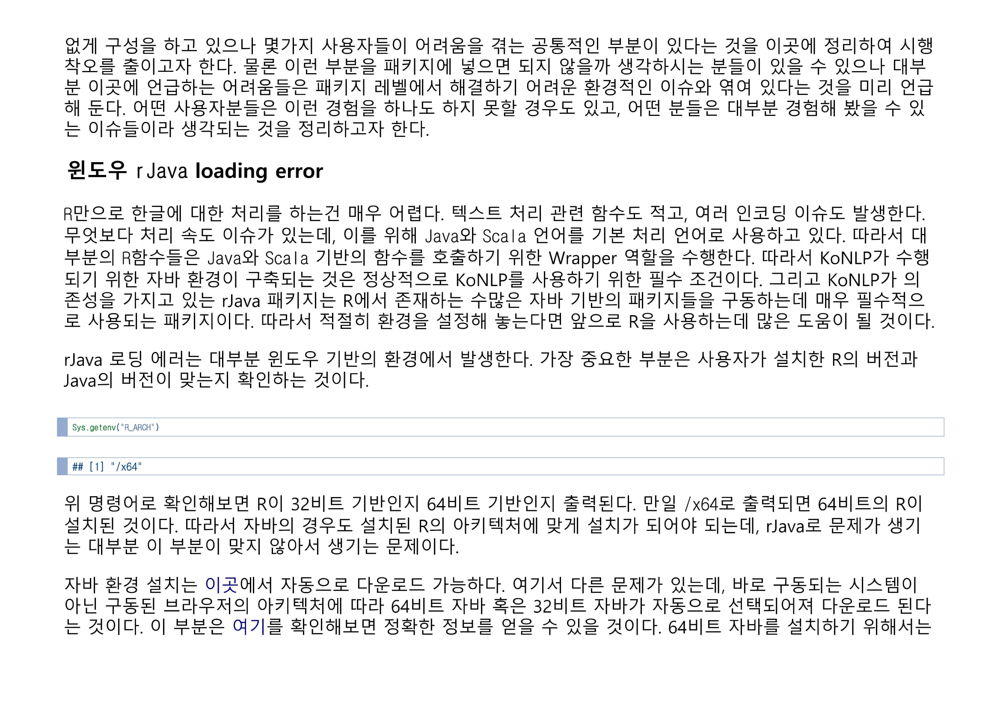 없게 구성을 하고 있으나 몇가지 사용자들이 어려움을 겪는 공통적인 부분이 있다는 것을 이곳에 정리하여 시행
착오를 출이고자 한다. 물론 이런 부분을 패키지에 넣으면 되지 않을까 생각하시는 분들이 있을 수 있으나 대부
분 이곳에 언급하는 어려움들은 패키지 레벨에서 해결하기 어려운 환경적인 이슈와 엮여 있다는 것을 미리 언급
해 둔다. 어떤 사용자분들은 이런 경험을 하나도 하지 못할 경우도 있고, 어떤 분들은 대부분 경험해 봤을 수 있
는 이슈들이라 생각되는 것을 정리하고자 한다.
윈도우 rJava loading error
R만으로 한글에 대한 처리를 하는건 매우 어렵다. 텍스트 처리 관련 함수도 적고, 여러 인코딩 이슈도 발생한다.
무엇보다 처리 속도 이슈가 있는데, 이를 위해 Java와 Scala 언어를 기본 처리 언어로 사용하고 있다. 따라서 대
부분의 R함수들은 Java와 Scala 기반의 함수를 호출하기 위한 Wrapper 역할을 수행한다. 따라서 KoNLP가 수행
되기 위한 자바 환경이 구축되는 것은 정상적으로 KoNLP를 사용하기 위한 필수 조건이다. 그리고 KoNLP가 의
존성을 가지고 있는 rJava 패키지는 R에서 존재하는 수많은 자바 기반의 패키지들을 구동하는데 매우 필수적으
로 사용되는 패키지이다. 따라서 적절히 환경을 설정해 놓는다면 앞으로 R을 사용하는데 많은 도움이 될 것이다.
rJava 로딩 에러는 대부분 윈도우 기반의 환경에서 발생한다. 가장 중요한 부분은 사용자가 설치한 R의 버전과
Java의 버전이 맞는지 확인하는 것이다.
Sys.getenv("R_ARCH")
## [1] "/x64"
위 명령어로 확인해보면 R이 32비트 기반인지 64비트 기반인지 출력된다. 만일 /x64로 출력되면 64비트의 R이
설치된 것이다. 따라서 자바의 경우도 설치된 R의 아키텍처에 맞게 설치가 되어야 되는데, rJava로 문제가 생기
는 대부분 이 부분이 맞지 않아서 생기는 문제이다.
자바 환경 설치는 이곳에서 자동으로 다운로드 가능하다. 여기서 다른 문제가 있는데, 바로 구동되는 시스템이
아닌 구동된 브라우저의 아키텍처에 따라 64비트 자바 혹은 32비트 자바가 자동으로 선택되어져 다운로드 된다
는 것이다. 이 부분은 여기를 확인해보면 정확한 정보를 얻을 수 있을 것이다. 64비트 자바를 설치하기 위해서는